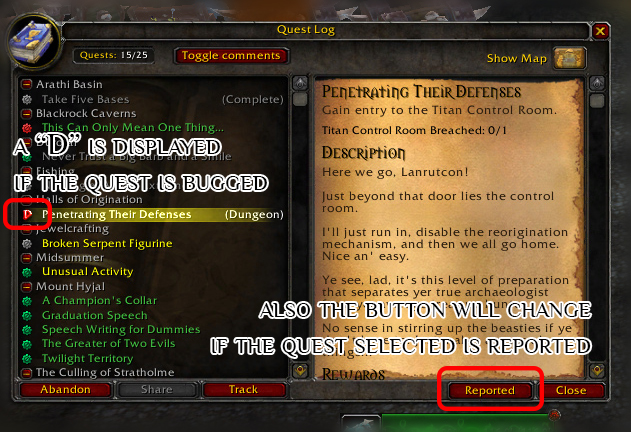 Quest Log
Quests: 15/25
Toggle comments
Show Map
Arathi Basin
Take Five Bases (Complete)
Blackrock Caverns
This Can Only Mean One Thing...
A "D" IS DISPLAYED
Never Trust a Big Barb and a Smile
Fishing
IF THE QUEST IS BUGGED
Halls of Origination
D Penetrating Their Defenses (Dungeon)
Jewelcrafting
Broken Serpent Figurine
Midsummer
Unusual Activity
Mount Hyjal
A Champion's Collar
Graduation Speech
Speech Writing for Dummies
The Greater of Two Evils
Twilight Territory
The Culling of Stratholme
Penetrating Their Defenses
Gain entry to the Titan Control Room.
Titan Control Room Breached: 0/1
Description
Here we go, Lanrutcon!
Just beyond that door lies the control
room.
I'll just run in, disable the reorigination
mechanism, and then we all go home.
Nice an' easy.
Ye see, lad, it's this level of preparation
that separates yer true archaeologist
ALSO THE BUTTON WILL CHANGE
No sense in stirring up the beasties if ye
IF THE QUEST SELECTED IS REPORTED
Rewards
Abandon
Share
Track
Reported
Close